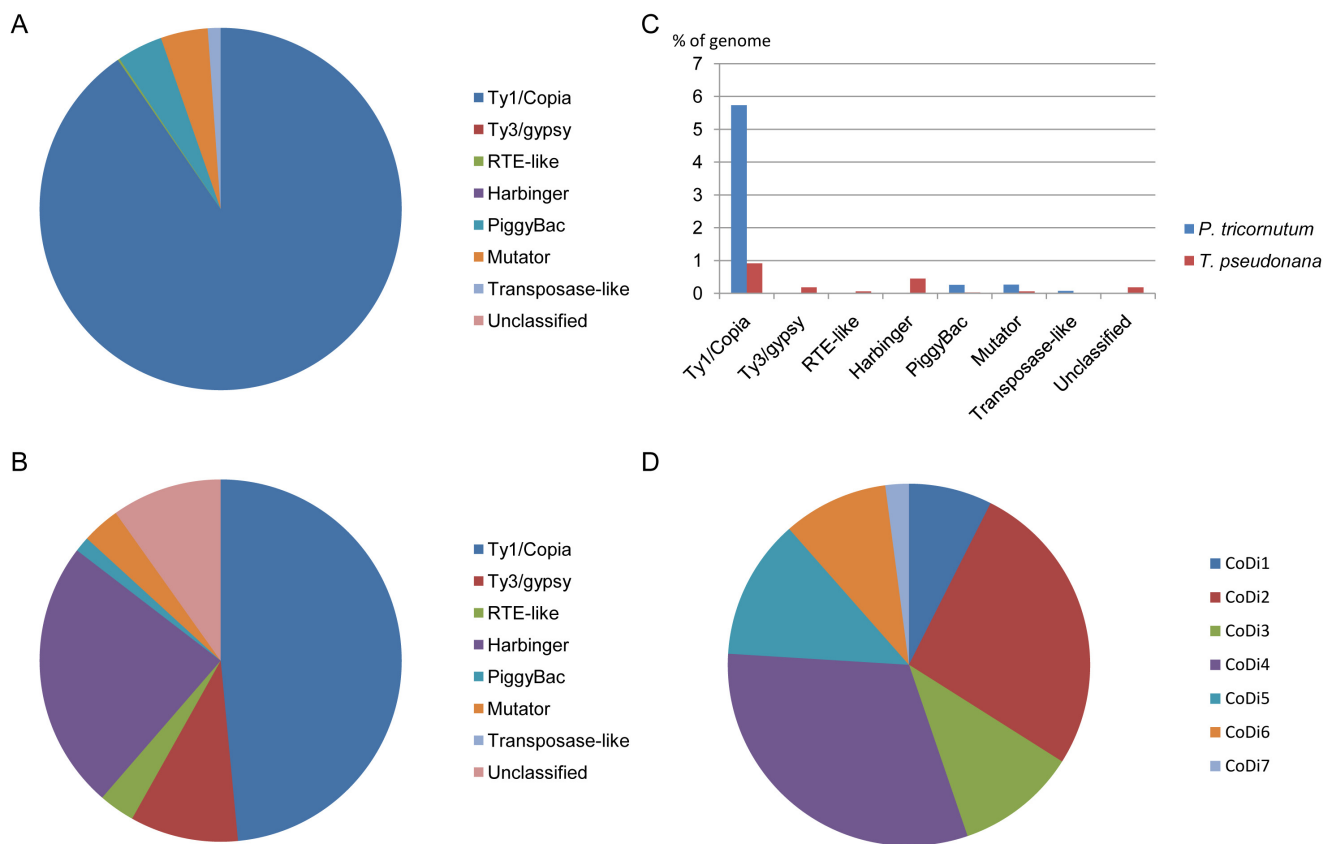 A
Ty1/Copia
Ty3/gypsy
RTE-like
Harbinger
PiggyBac
Mutator
Transposase-like
Unclassified
C
% of genome
7
6
5
4
3
2
1
0
Ty1/Copia
Ty3/gypsy
RTE-like
Harbinger
PiggyBac
Mutator
Transposase-like
Unclassified
P. tricornutum
T. pseudonana
B
Ty1/Copia
Ty3/gypsy
RTE-like
Harbinger
PiggyBac
Mutator
Transposase-like
Unclassified
D
CoDi1
CoDi2
CoDi3
CoDi4
CoDi5
CoDi6
CoDi7